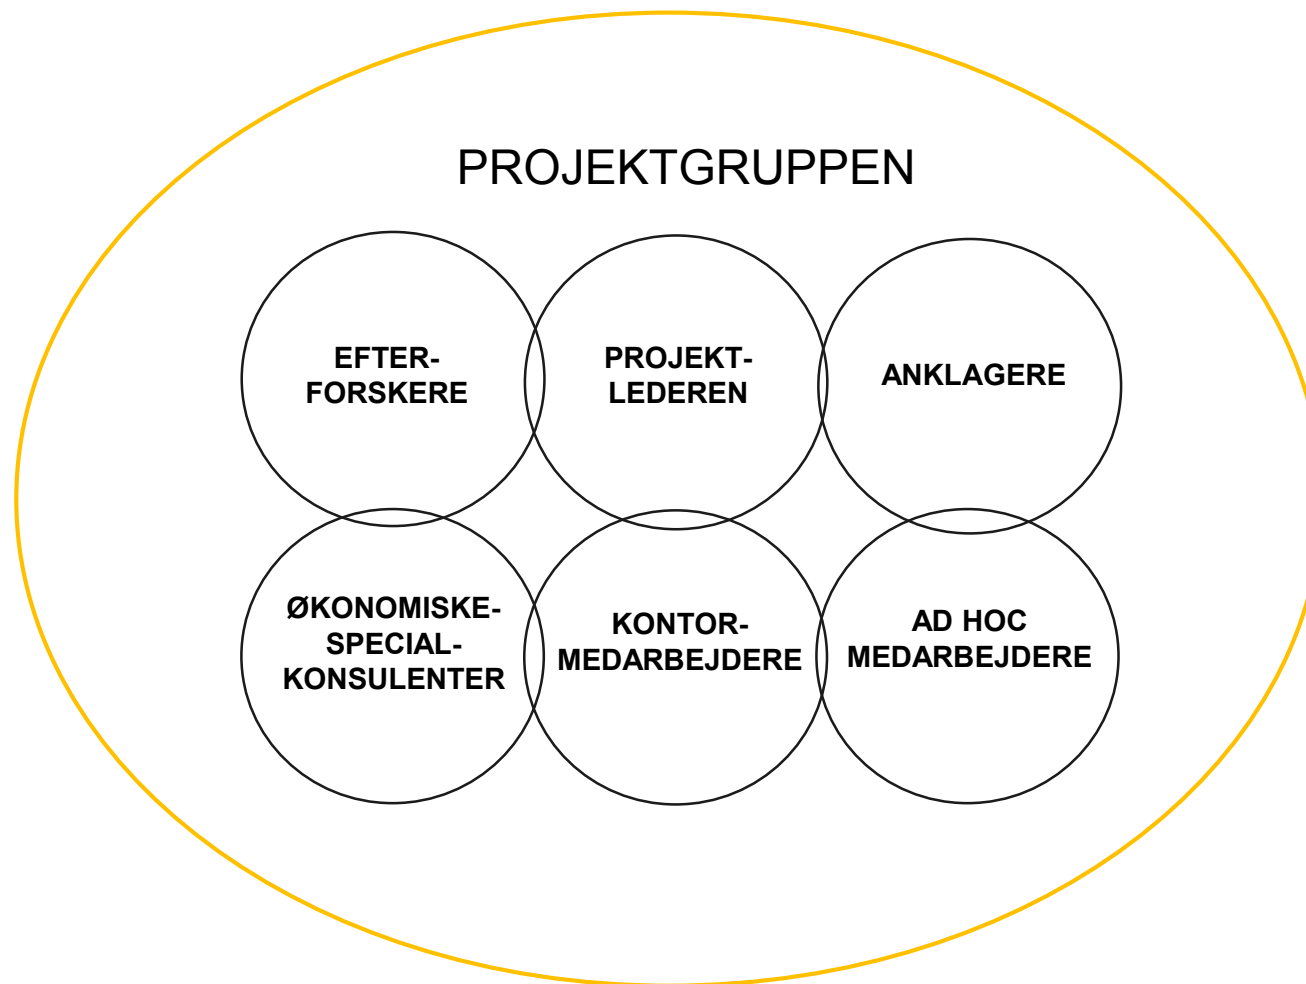 PROJEKTGRUPPEN
EFTER-
FORSKERE
PROJEKT-
LEDEREN
ANKLAGERE
ØKONOMISKE-
SPECIAL-
KONSULENTER
KONTOR-
MEDARBEJDERE
AD HOC
MEDARBEJDERE